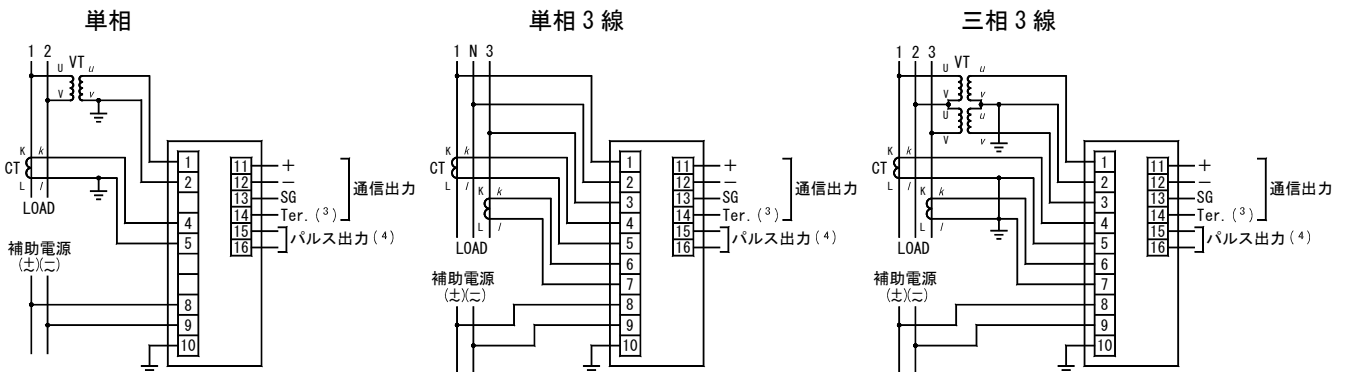 単相
1 2
U VT u
V v
K k
CT
L l
LOAD
補助電源
(±)(~)
1
2
4
5
8
9
10
11 +
12 −
13 SG
14 Ter.(3)
15
16
通信出力
パルス出力(4)
単相3線
1 N 3
K k
CT
L l
K k
L l
LOAD
補助電源
(±)(~)
1
2
3
4
5
6
7
8
9
10
11 +
12 −
13 SG
14 Ter.(3)
15
16
通信出力
パルス出力(4)
三相3線
1 2 3
U VT u
V v
U u
V v
K k
CT
L l
K k
L l
LOAD
補助電源
(±)(~)
1
2
3
4
5
6
7
8
9
10
11 +
12 −
13 SG
14 Ter.(3)
15
16
通信出力
パルス出力(4)